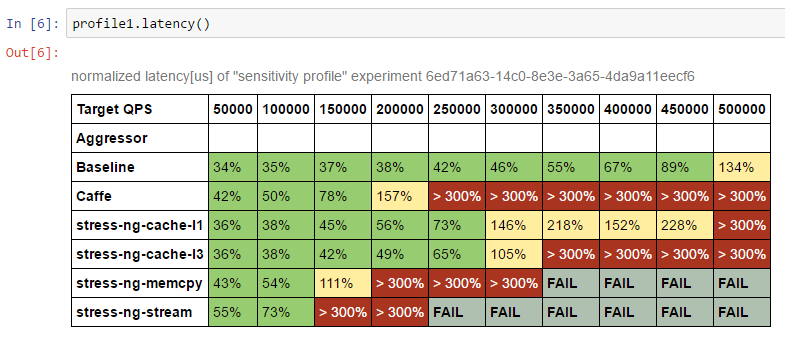 In [6]: profile1.latency()
Out[6]:
normalized latency[us] of "sensitivity profile" experiment 6ed71a63-14c0-8e3e-3a65-4da9a11eecf6
Target QPS 50000 100000 150000 200000 250000 300000 350000 400000 450000 500000
Aggressor
Baseline 34% 35% 37% 38% 42% 46% 55% 67% 89% 134%
Caffe 42% 50% 78% 157% > 300% > 300% > 300% > 300% > 300% > 300%
stress-ng-cache-l1 36% 38% 45% 56% 73% 146% 218% 152% 228% > 300%
stress-ng-cache-l3 36% 38% 42% 49% 65% 105% > 300% > 300% > 300% > 300%
stress-ng-memcpy 43% 54% 111% > 300% > 300% > 300% FAIL FAIL FAIL FAIL
stress-ng-stream 55% 73% > 300% > 300% FAIL FAIL FAIL FAIL FAIL FAIL